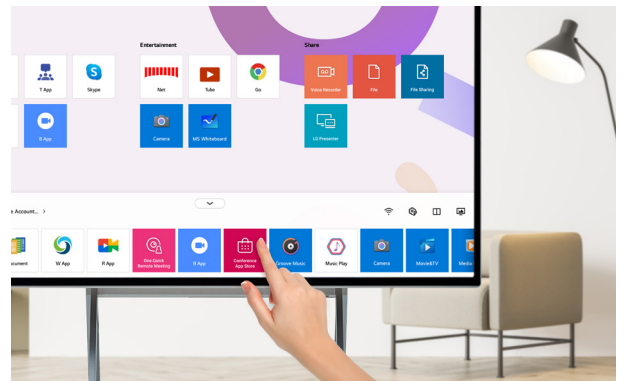 Entertainment
Share
T App
Skype
Net
Tube
Go
Voice Recorder
File
File Sharing
B App
Camera
MS Whiteboard
LG Presenter
e Account... >
ocument
W App
R App
One Quick
Remote Meeting
B App
Conference
App Store
Groove Music
Music Play
Camera
Movie&TV
Media